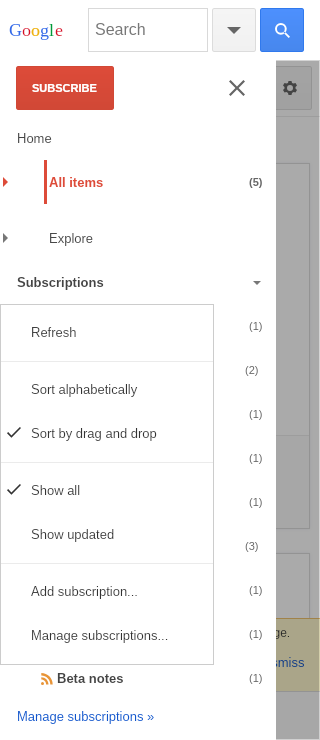 Google
Search
SUBSCRIBE
Home
All items (5)
Explore
Subscriptions
(1)
Refresh
(2)
Sort alphabetically
(1)
Sort by drag and drop
(1)
Show all
(1)
Show updated
(3)
Add subscription...
(1)
ge.
Manage subscriptions...
(1)
smiss
Beta notes (1)
Manage subscriptions »